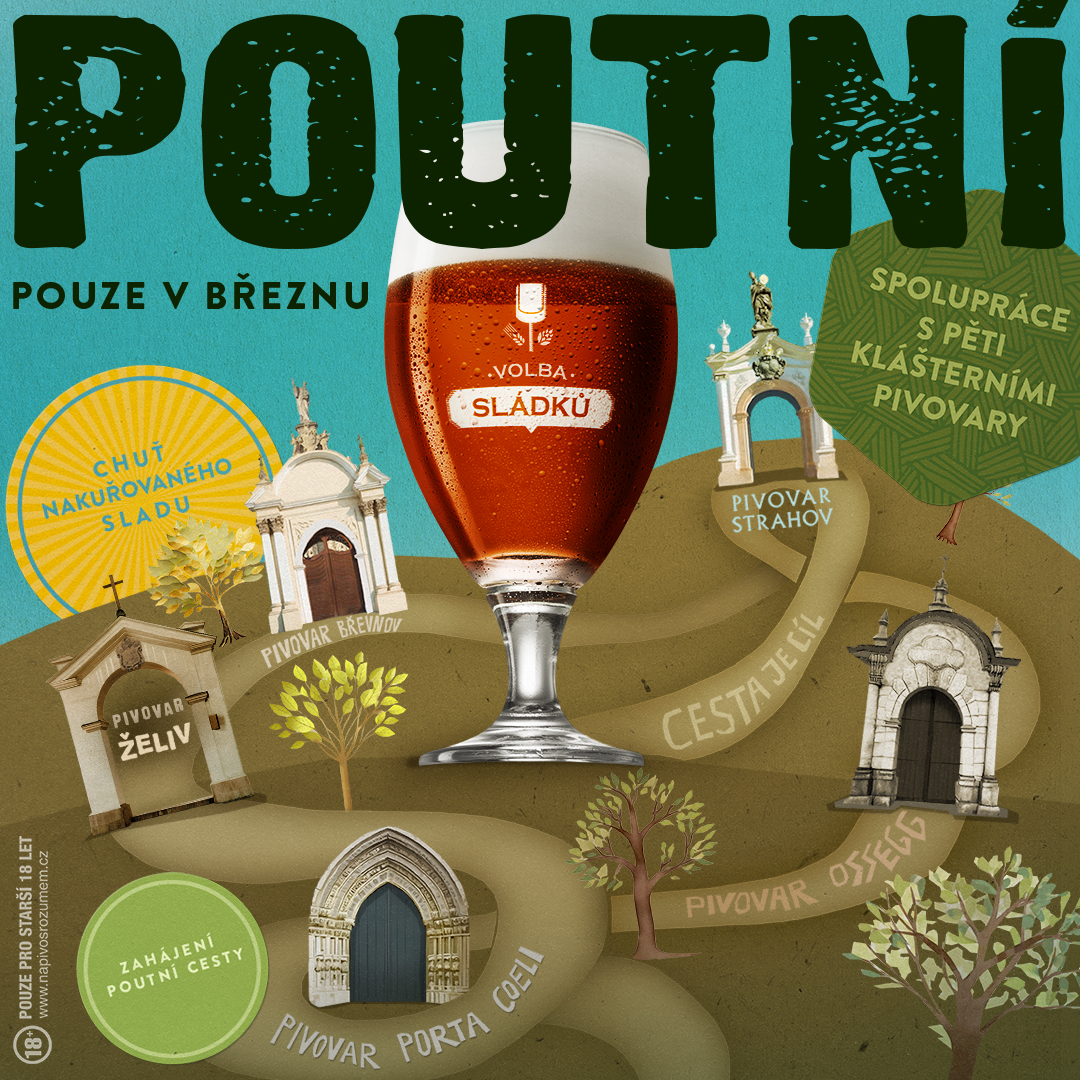 POUTNÍ
POUZE V BŘEZNU
SPOLUPRÁCE
S PĚTI
KLÁŠTERNÍMI
PIVOVARY
·VOLBA·
SLÁDKŮ
CHUŤ
NAKUŘOVANÉHO
SLADU
PIVOVAR
STRAHOV
PIVOVAR BŘEVNOV
CESTA JE CÍL
PIVOVAR
ŽELIV
PIVOVAR OSSEGG
ZAHÁJENÍ
POUTNÍ CESTY
PIVOVAR PORTA COELI
18+
POUZE PRO STARŠÍ 18 LET
www.napivosrozumem.cz